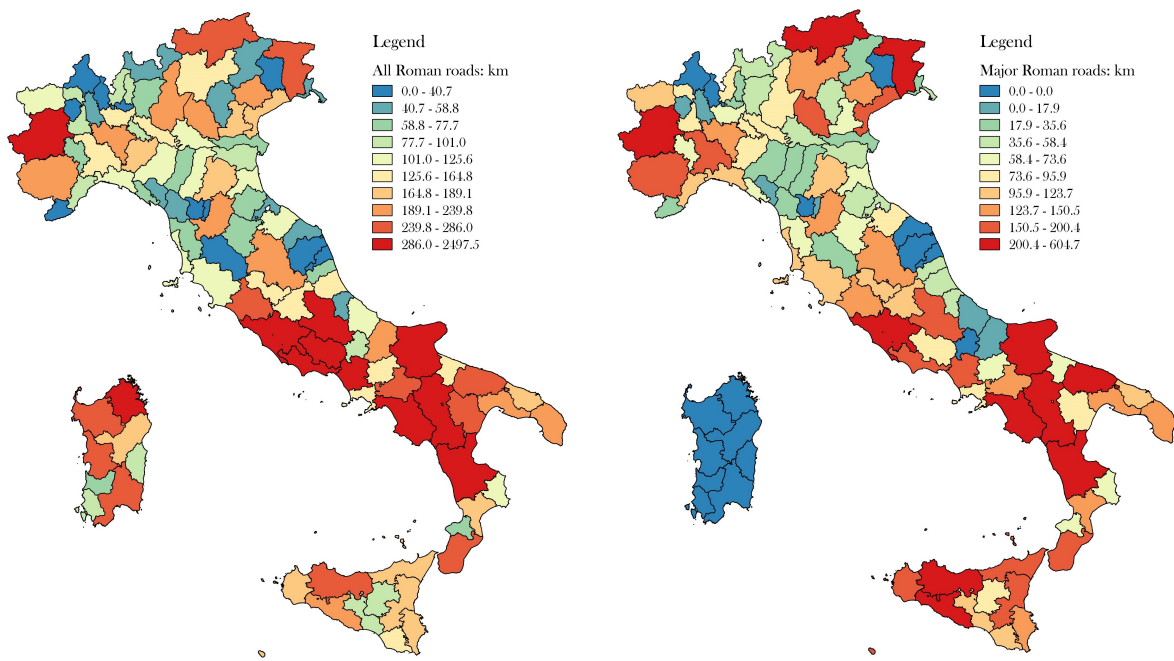 Legend
All Roman roads: km
0.0 - 40.7
40.7 - 58.8
58.8 - 77.7
77.7 - 101.0
101.0 - 125.6
125.6 - 164.8
164.8 - 189.1
189.1 - 239.8
239.8 - 286.0
286.0 - 2497.5
Legend
Major Roman roads: km
0.0 - 0.0
0.0 - 17.9
17.9 - 35.6
35.6 - 58.4
58.4 - 73.6
73.6 - 95.9
95.9 - 123.7
123.7 - 150.5
150.5 - 200.4
200.4 - 604.7